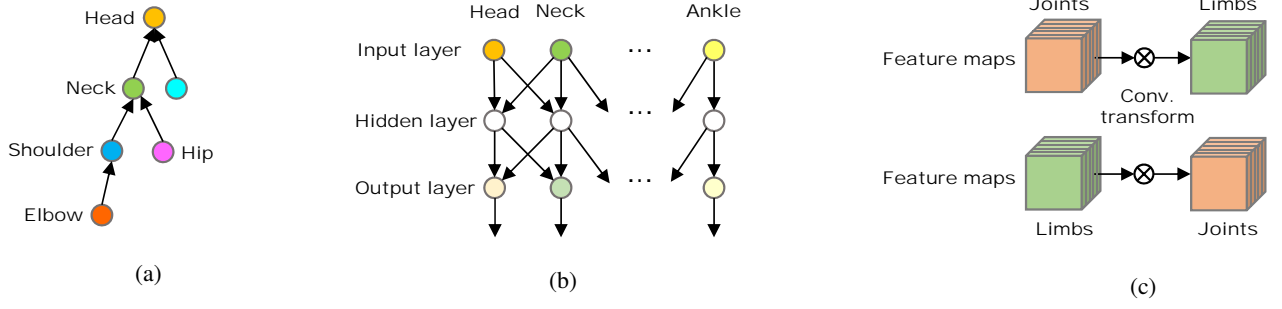 Head
Neck
Shoulder
Hip
Elbow
(a)
Head Neck Ankle
Input layer
...
Hidden layer
...
Output layer
...
(b)
Joints Limbs
Feature maps
Conv.
transform
Feature maps
Limbs Joints
(c)